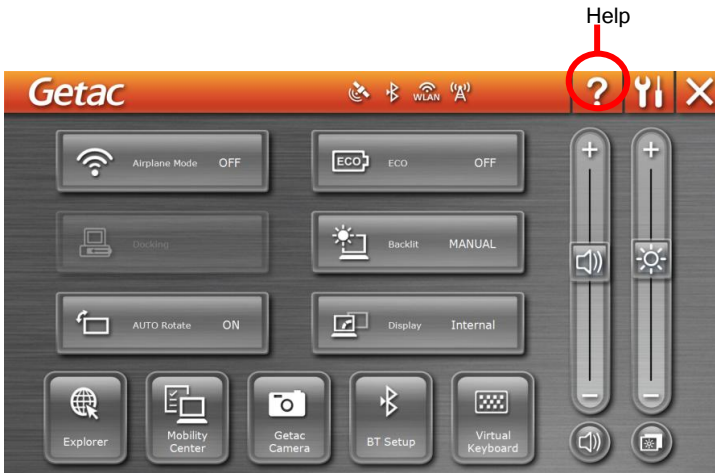 Help
Getac
WLAN
?
Airplane Mode OFF
ECO ECO OFF
Docking
Backlit MANUAL
AUTO Rotate ON
Display Internal
Explorer
Mobility
Center
Getac
Camera
BT Setup
Virtual
Keyboard